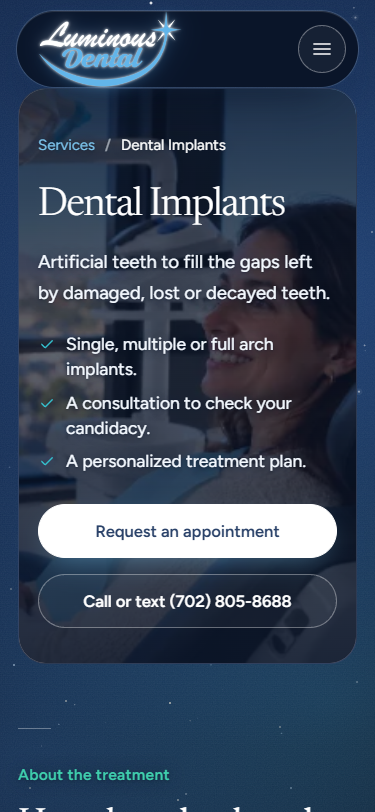 Luminous
Dental
Services / Dental Implants
Dental Implants
Artificial teeth to fill the gaps left
by damaged, lost or decayed teeth.
Single, multiple or full arch
implants.
A consultation to check your
candidacy.
A personalized treatment plan.
Request an appointment
Call or text (702) 805-8688
About the treatment